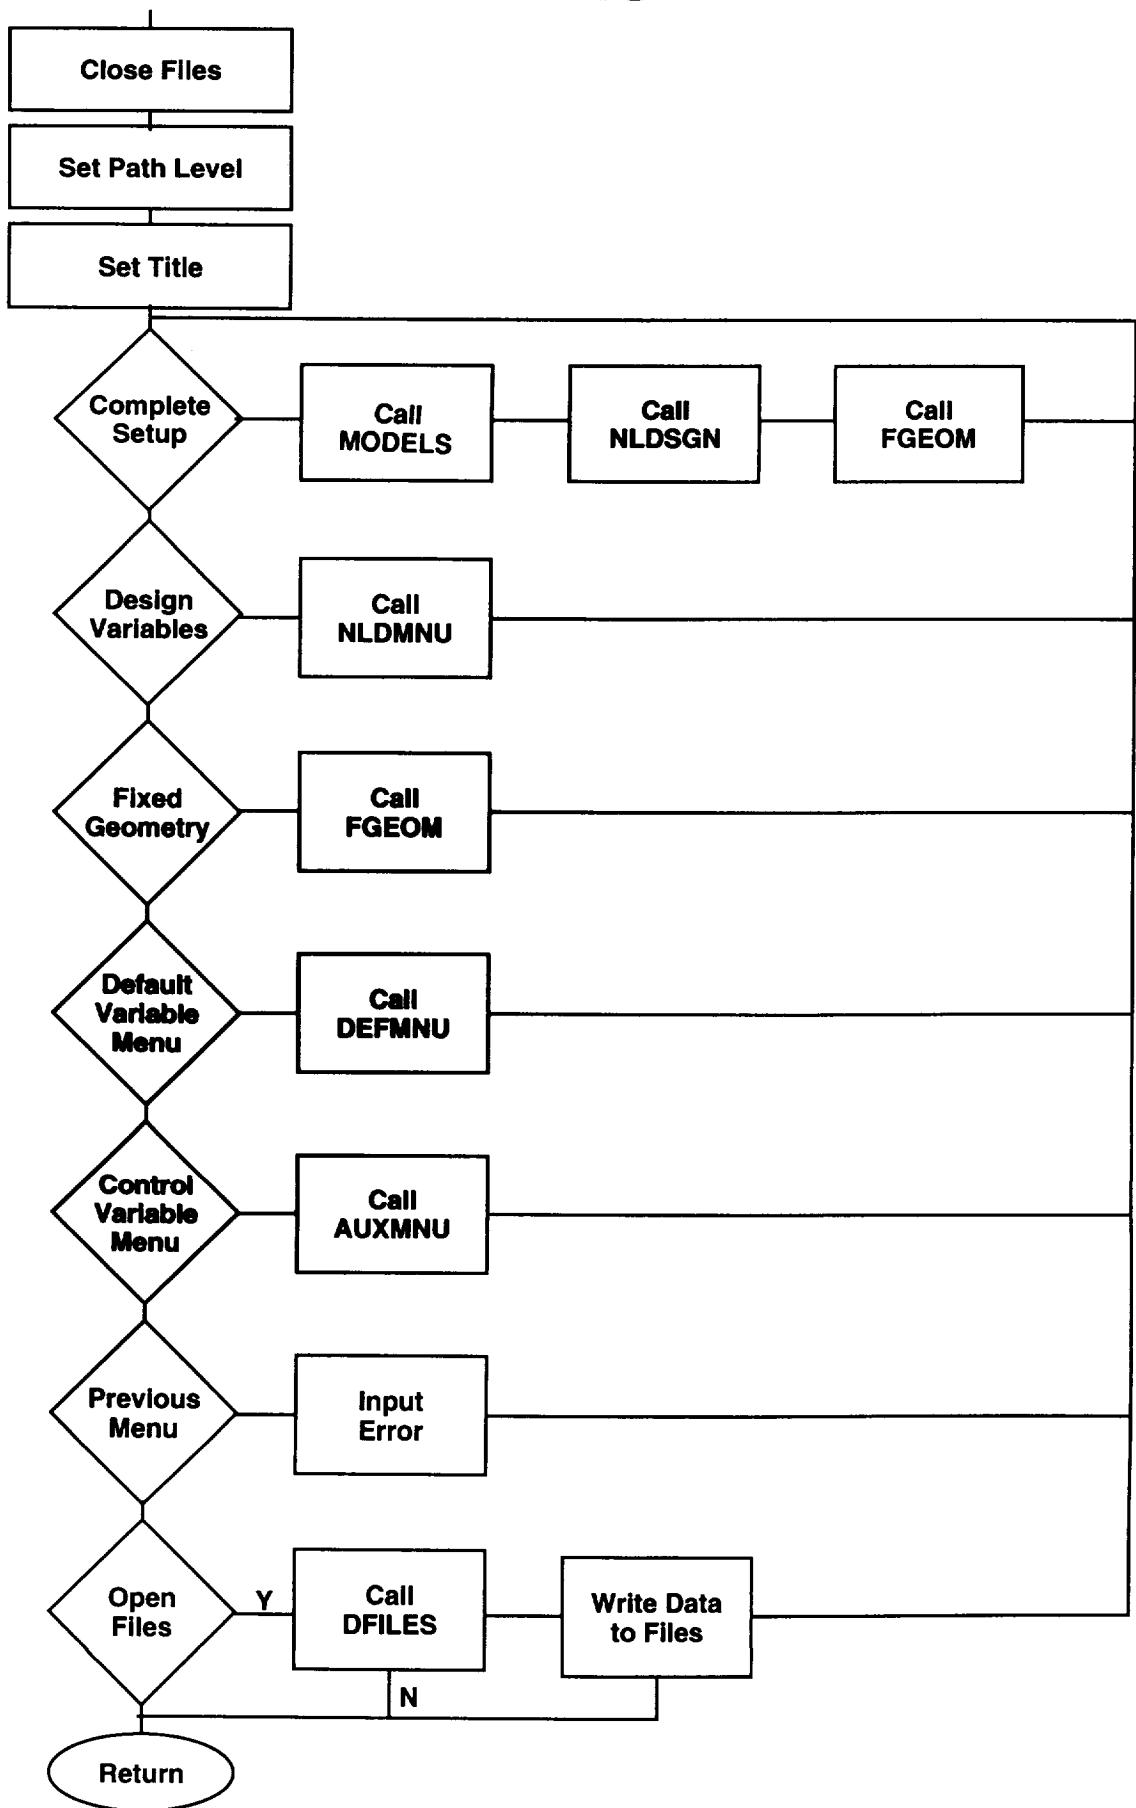 Close Files
Set Path Level
Set Title
Complete
Setup
Call
MODELS
Call
NLDSGN
Call
FGEOM
Design
Variables
Call
NLDMNU
Fixed
Geometry
Call
FGEOM
Default
Variable
Menu
Call
DEFMNU
Control
Variable
Menu
Call
AUXMNU
Previous
Menu
Input
Error
Open
Files
Y
Call
DFILES
Write Data
to Files
N
Return